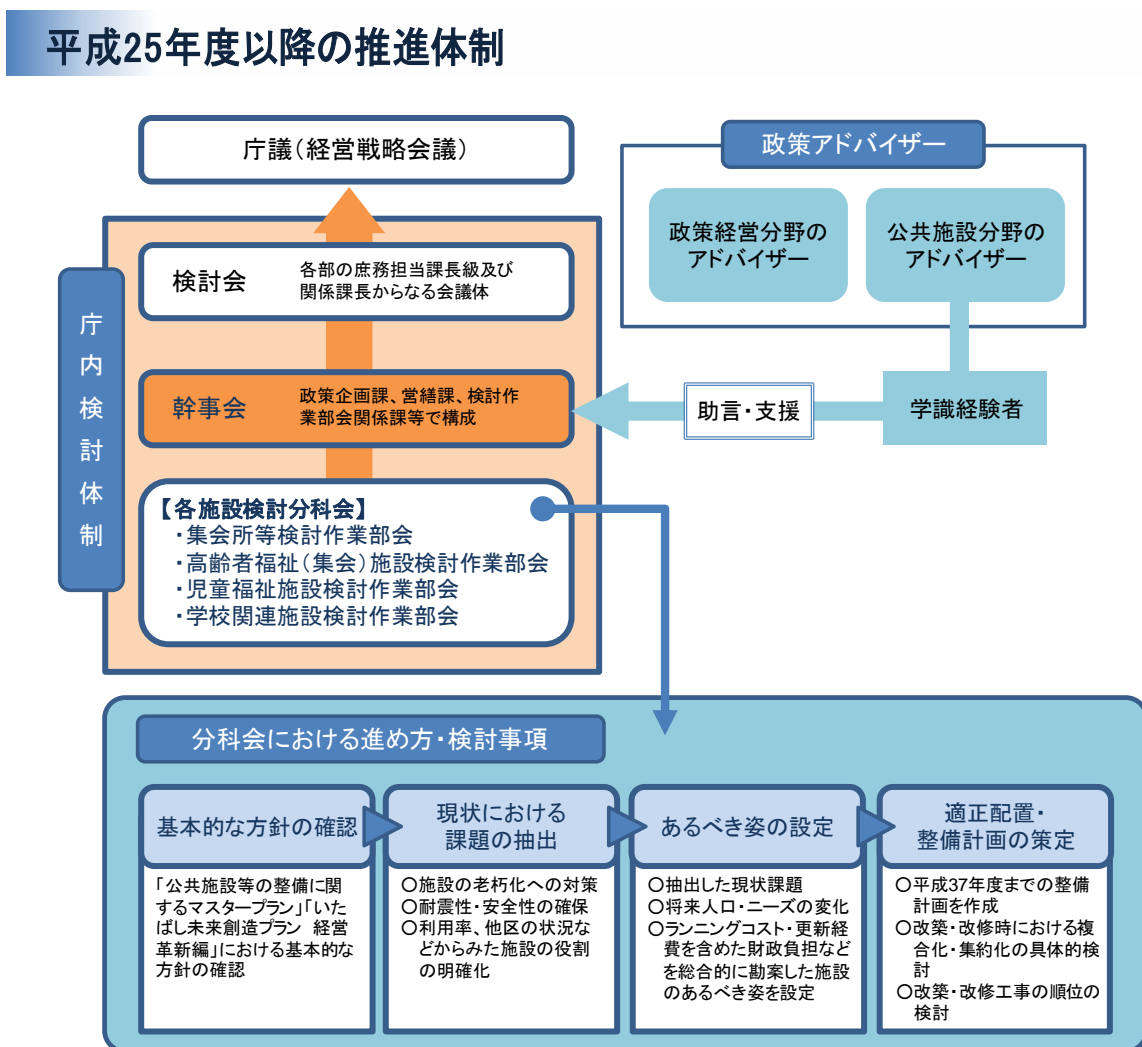 平成25年度以降の推進体制
庁議（経営戦略会議）
政策アドバイザー
政策経営分野の
アドバイザー
公共施設分野の
アドバイザー
庁内検討体制
検討会
各部の庶務担当課長級及び
関係課長からなる会議体
幹事会
政策企画課、営繕課、検討作
業部会関係課等で構成
助言・支援
学識経験者
【各施設検討分科会】
・集会所等検討作業部会
・高齢者福祉（集会）施設検討作業部会
・児童福祉施設検討作業部会
・学校関連施設検討作業部会
分科会における進め方・検討事項
基本的な方針の確認
「公共施設等の整備に関
するマスタープラン」「いた
ばし未来創造プラン 経営
革新編」における基本的な
方針の確認
現状における
課題の抽出
○施設の老朽化への対策
○耐震性・安全性の確保
○利用率、他区の状況な
どからみた施設の役割
の明確化
あるべき姿の設定
○抽出した現状課題
○将来人口・ニーズの変化
○ランニングコスト・更新経
費を含めた財政負担など
を総合的に勘案した施設
のあるべき姿を設定
適正配置・
整備計画の策定
○平成37年度までの整備
計画を作成
○改築・改修時における複
合化・集約化の具体的検
討
○改築・改修工事の順位の
検討